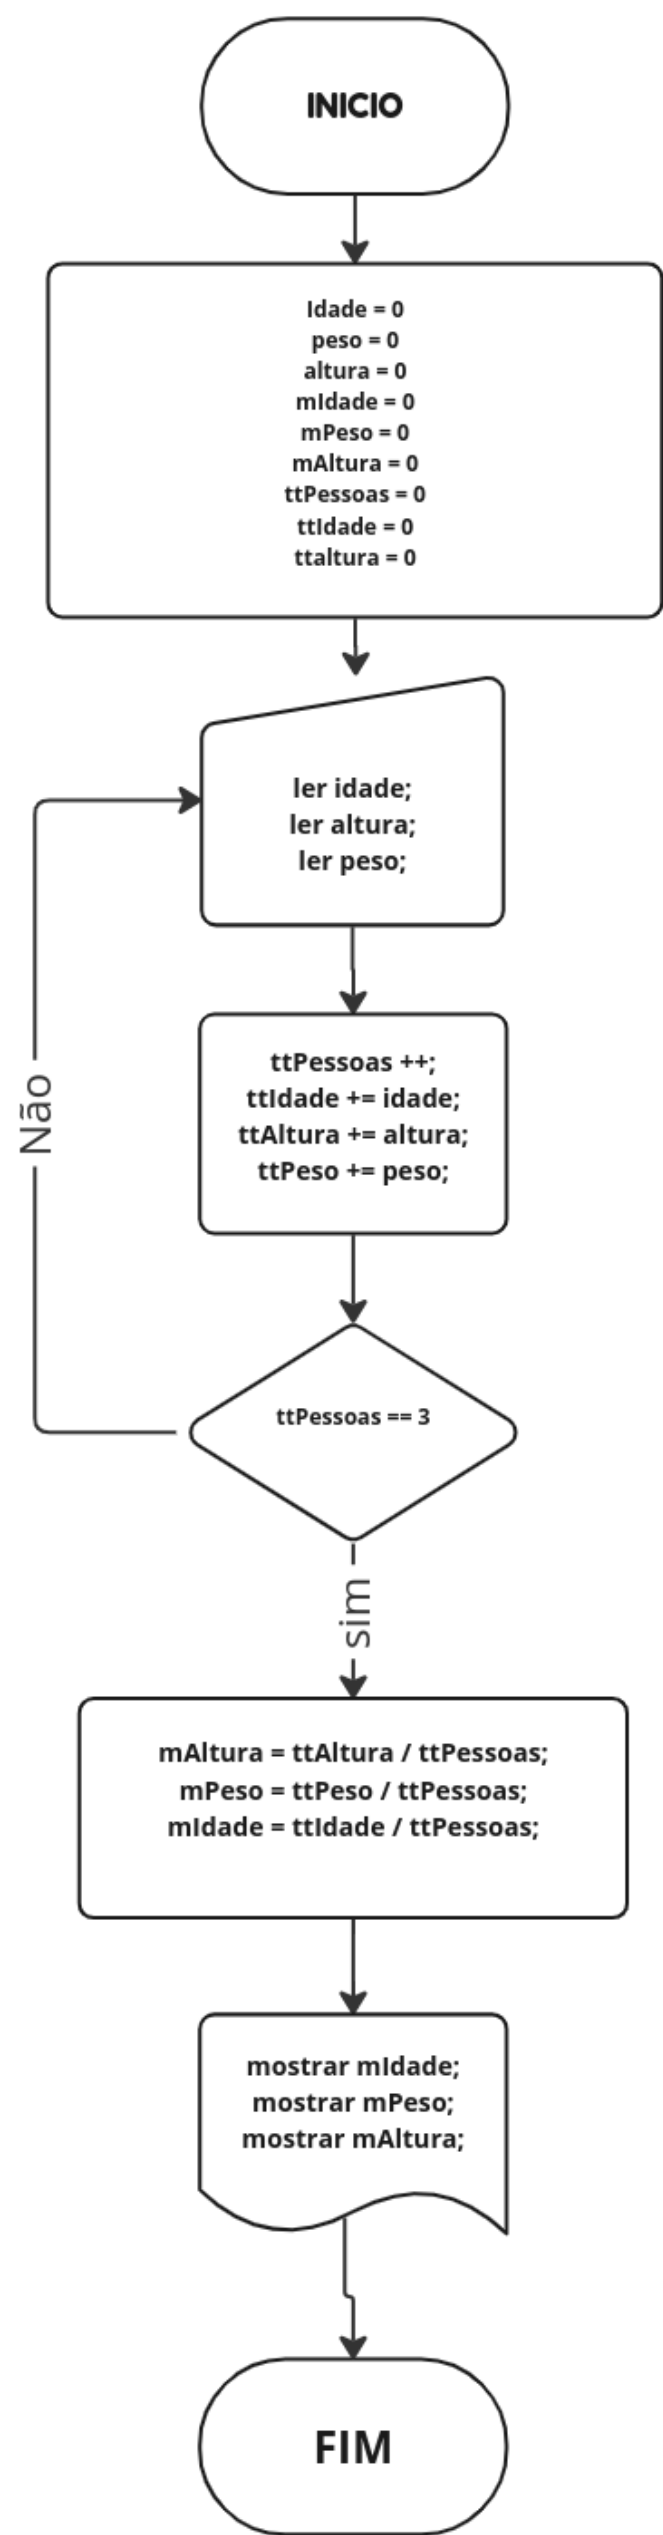 INICIO
Idade = 0
peso = 0
altura = 0
mIdade = 0
mPeso = 0
mAltura = 0
ttPessoas = 0
ttIdade = 0
ttaltura = 0
ler idade;
ler altura;
ler peso;
ttPessoas ++;
ttIdade += idade;
ttAltura += altura;
ttPeso += peso;
Não
ttPessoas == 3
sim
mAltura = ttAltura / ttPessoas;
mPeso = ttPeso / ttPessoas;
mIdade = ttIdade / ttPessoas;
mostrar mIdade;
mostrar mPeso;
mostrar mAltura;
FIM